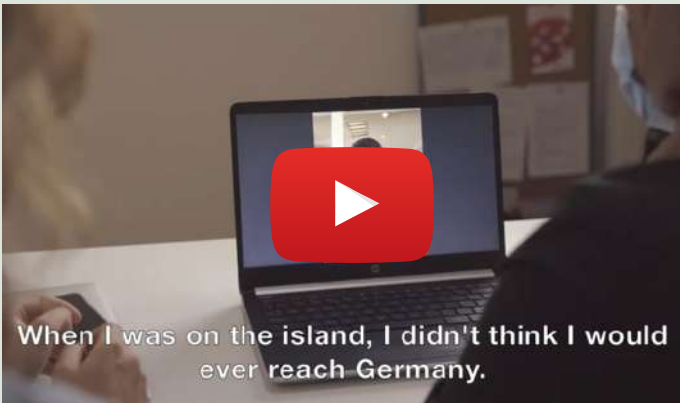 When I was on the island, I didn't think I would
ever reach Germany.